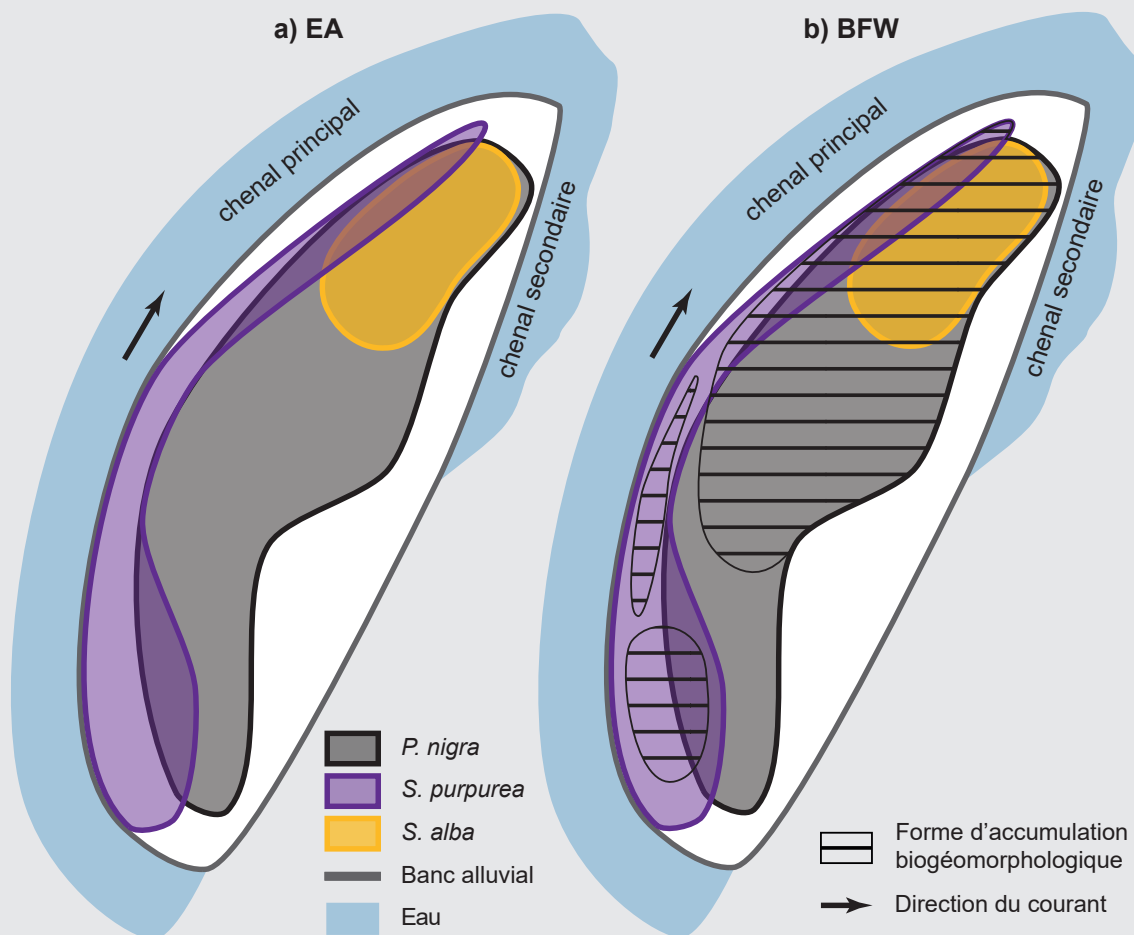 a) EA
chenal principal
chenal secondaire
b) BFW
chenal principal
chenal secondaire
P. nigra
S. purpurea
S. alba
Banc alluvial
Eau
Forme d'accumulation
biogéomorphologique
Direction du courant